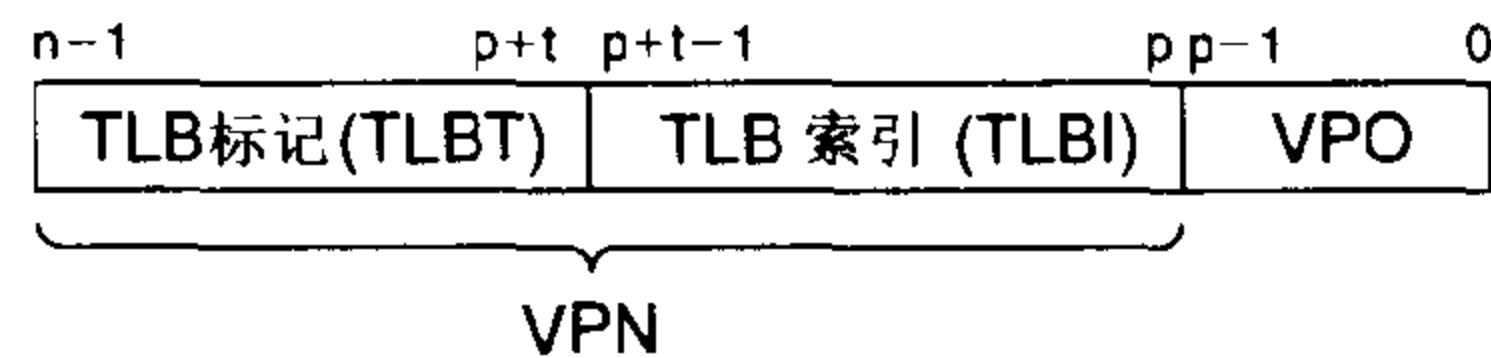 n-1 p+t p+t-1 p p-1 0
TLB标记(TLBT) TLB 索引 (TLBI) VPO
VPN